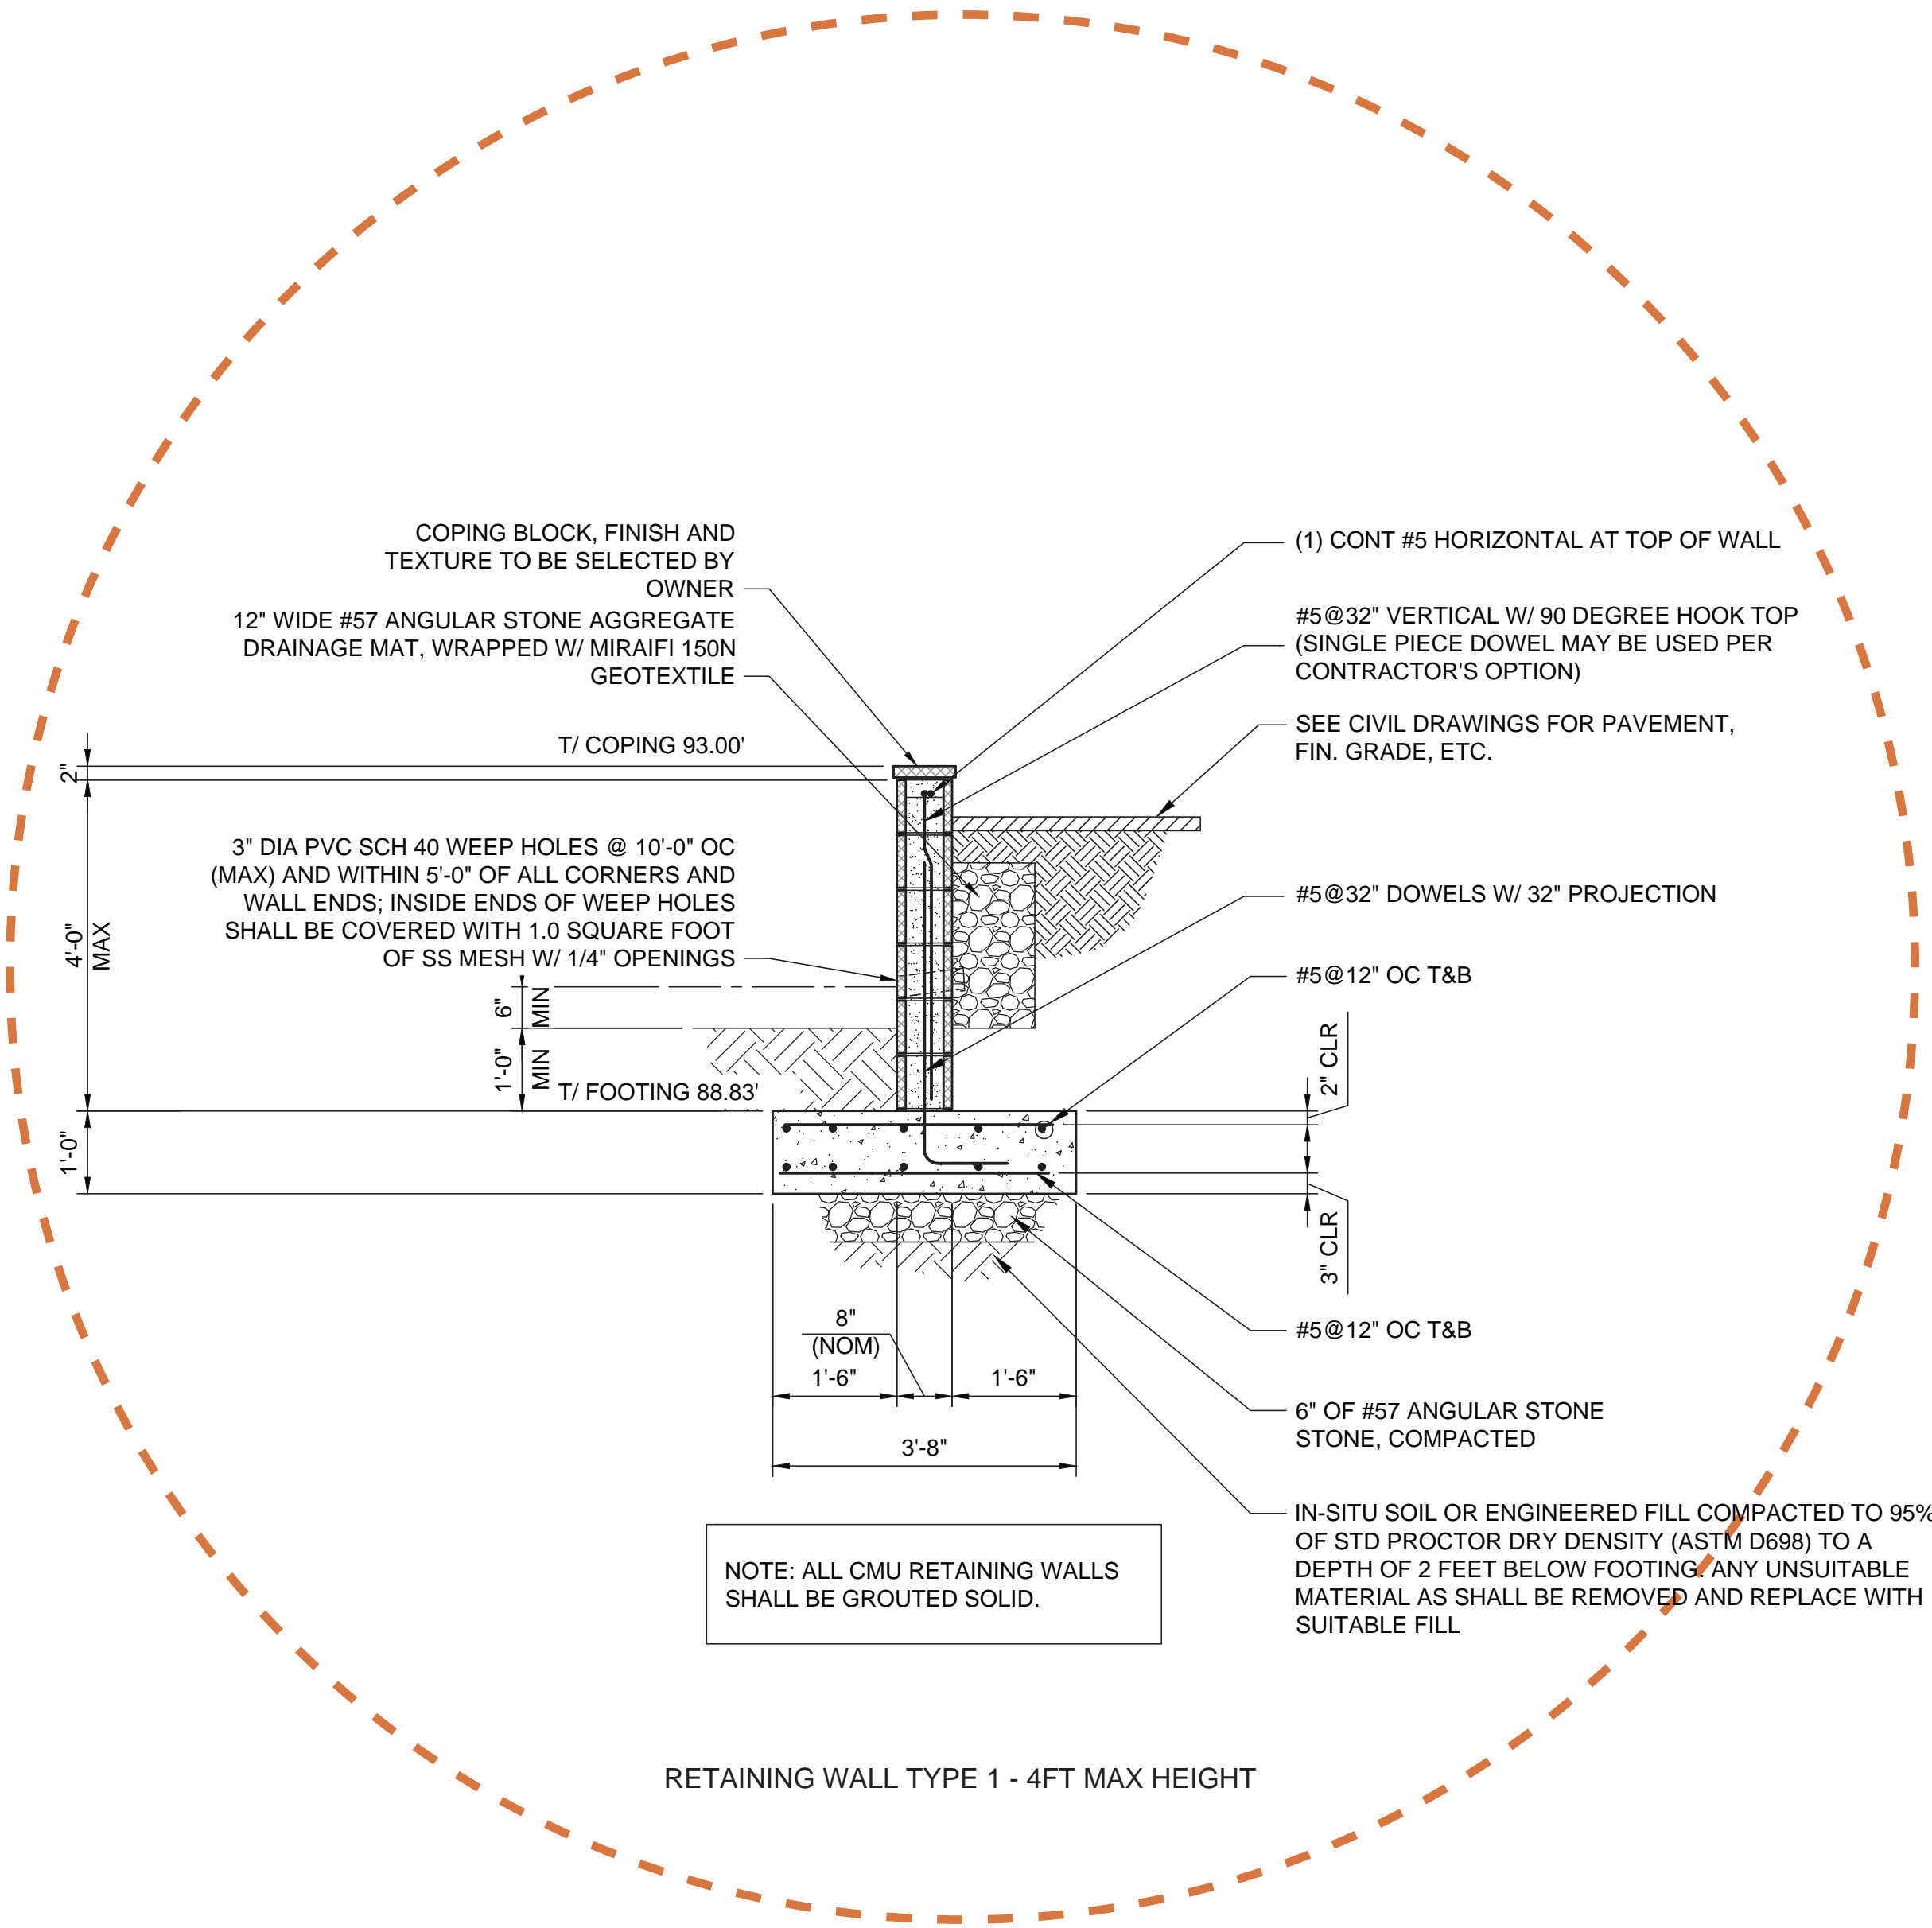 COPING BLOCK, FINISH AND
TEXTURE TO BE SELECTED BY
OWNER
12" WIDE #57 ANGULAR STONE AGGREGATE
DRAINAGE MAT, WRAPPED W/ MIRAIFI 150N
GEOTEXTILE
T/ COPING 93.00'
2"
4'-0"
MAX
3" DIA PVC SCH 40 WEEP HOLES @ 10'-0" OC
(MAX) AND WITHIN 5'-0" OF ALL CORNERS AND
WALL ENDS; INSIDE ENDS OF WEEP HOLES
SHALL BE COVERED WITH 1.0 SQUARE FOOT
OF SS MESH W/ 1/4" OPENINGS
6"
MIN
1'-0"
MIN
T/ FOOTING 88.83'
1'-0"
(1) CONT #5 HORIZONTAL AT TOP OF WALL
#5@32" VERTICAL W/ 90 DEGREE HOOK TOP
(SINGLE PIECE DOWEL MAY BE USED PER
CONTRACTOR'S OPTION)
SEE CIVIL DRAWINGS FOR PAVEMENT,
FIN. GRADE, ETC.
#5@32" DOWELS W/ 32" PROJECTION
#5@12" OC T&B
2" CLR
3" CLR
#5@12" OC T&B
6" OF #57 ANGULAR STONE
STONE, COMPACTED
IN-SITU SOIL OR ENGINEERED FILL COMPACTED TO 95%
OF STD PROCTOR DRY DENSITY (ASTM D698) TO A
DEPTH OF 2 FEET BELOW FOOTING. ANY UNSUITABLE
MATERIAL AS SHALL BE REMOVED AND REPLACE WITH
SUITABLE FILL
8"
(NOM)
1'-6"
1'-6"
3'-8"
NOTE: ALL CMU RETAINING WALLS
SHALL BE GROUTED SOLID.
RETAINING WALL TYPE 1 - 4FT MAX HEIGHT